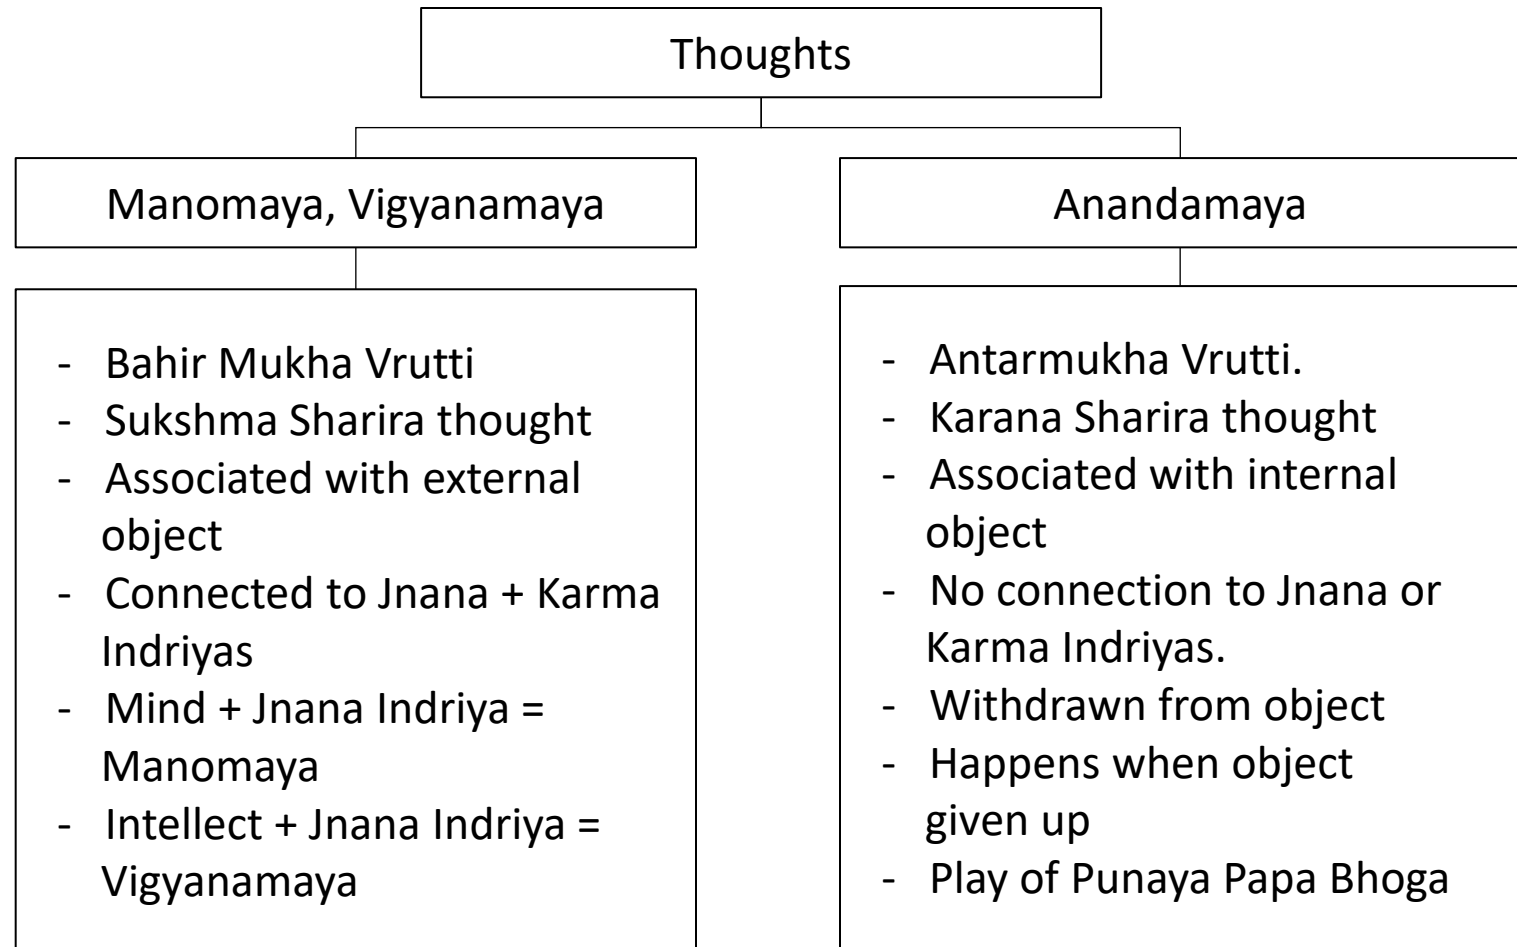 Thoughts
Manomaya, Vigyanamaya
- Bahir Mukha Vrutti
- Sukshma Sharira thought
- Associated with external
object
- Connected to Jnana + Karma
Indriyas
- Mind + Jnana Indriya =
Manomaya
- Intellect + Jnana Indriya =
Vigyanamaya
Anandamaya
- Antarmukha Vrutti.
- Karana Sharira thought
- Associated with internal
object
- No connection to Jnana or
Karma Indriyas.
- Withdrawn from object
- Happens when object
given up
- Play of Punaya Papa Bhoga